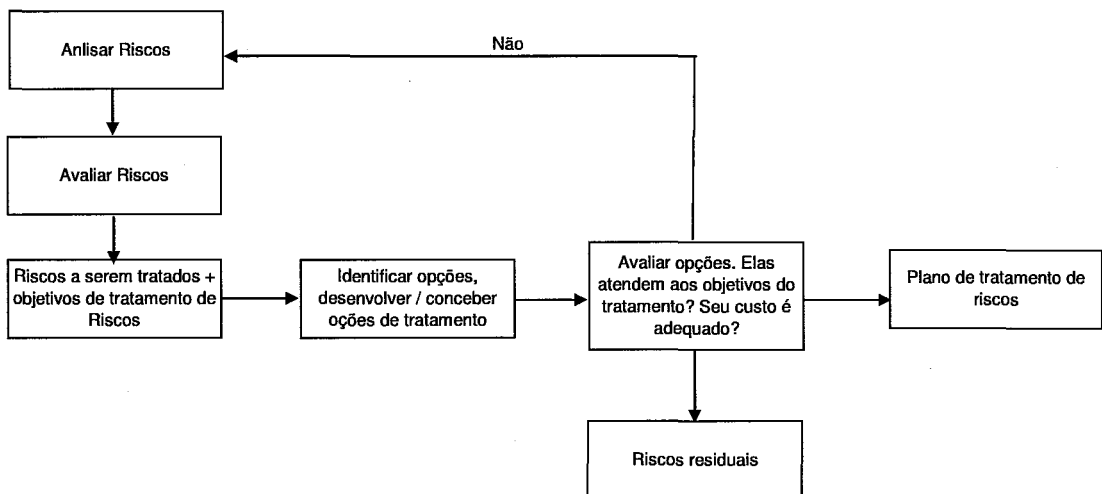 Anlisar Riscos
Não
Avaliar Riscos
Riscos a serem tratados +
objetivos de tratamento de
Riscos
Identificar opções,
desenvolver / conceber
oções de tratamento
Avaliar opções. Elas
atendem aos objetivos do
tratamento? Seu custo é
adequado?
Plano de tratamento de
riscos
Riscos residuais